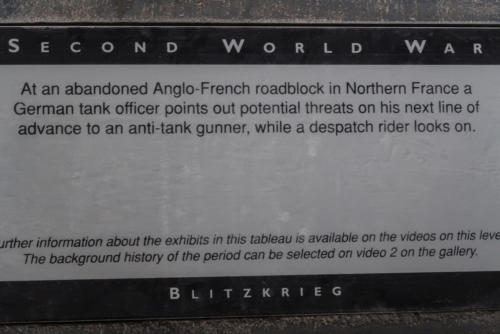 SECOND WORLD WAR
At an abandoned Anglo-French roadblock in Northern France a
German tank officer points out potential threats on his next line of
advance to an anti-tank gunner, while a despatch rider looks on.
urther information about the exhibits in this tableau is available on the videos on this leve
The background history of the period can be selected on video 2 on the gallery.
BLITZKRIEG